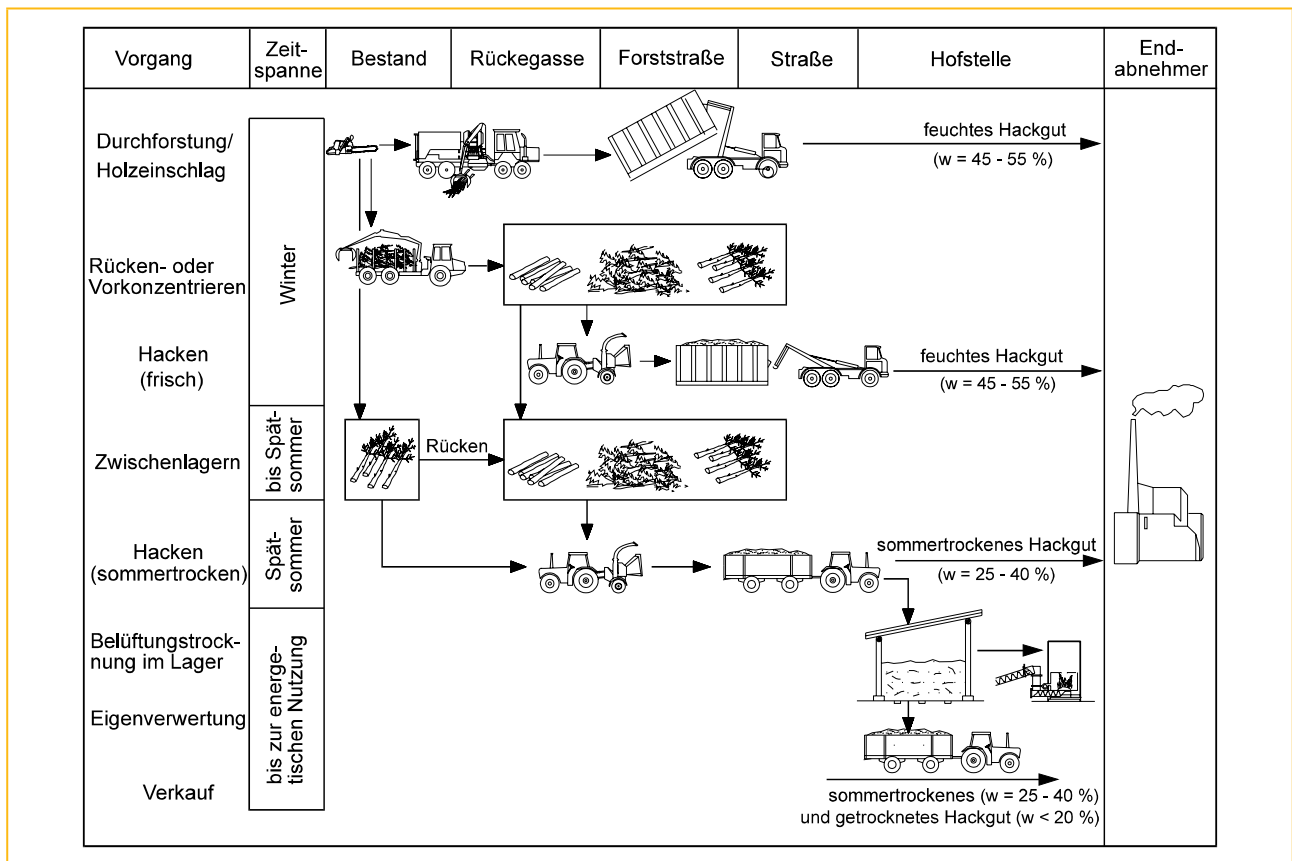 Vorgang
Zeit-
spanne
Bestand
Rückegasse
Forststraße
Straße
Hofstelle
End-
abnehmer
Durchforstung/
Holzeinschlag
Winter
feuchtes Hackgut
(w = 45 - 55 %)
Rücken- oder
Vorkonzentrieren
Hacken
(frisch)
feuchtes Hackgut
(w = 45 - 55 %)
Zwischenlagern
bis Spät-
sommer
Rücken
Hacken
(sommertrocken)
Spät-
sommer
sommertrockenes Hackgut
(w = 25 - 40 %)
Belüftungstrock-
nung im Lager
bis zur energe-
tischen Nutzung
Eigenverwertung
Verkauf
sommertrockenes (w = 25 - 40 %)
und getrocknetes Hackgut (w < 20 %)